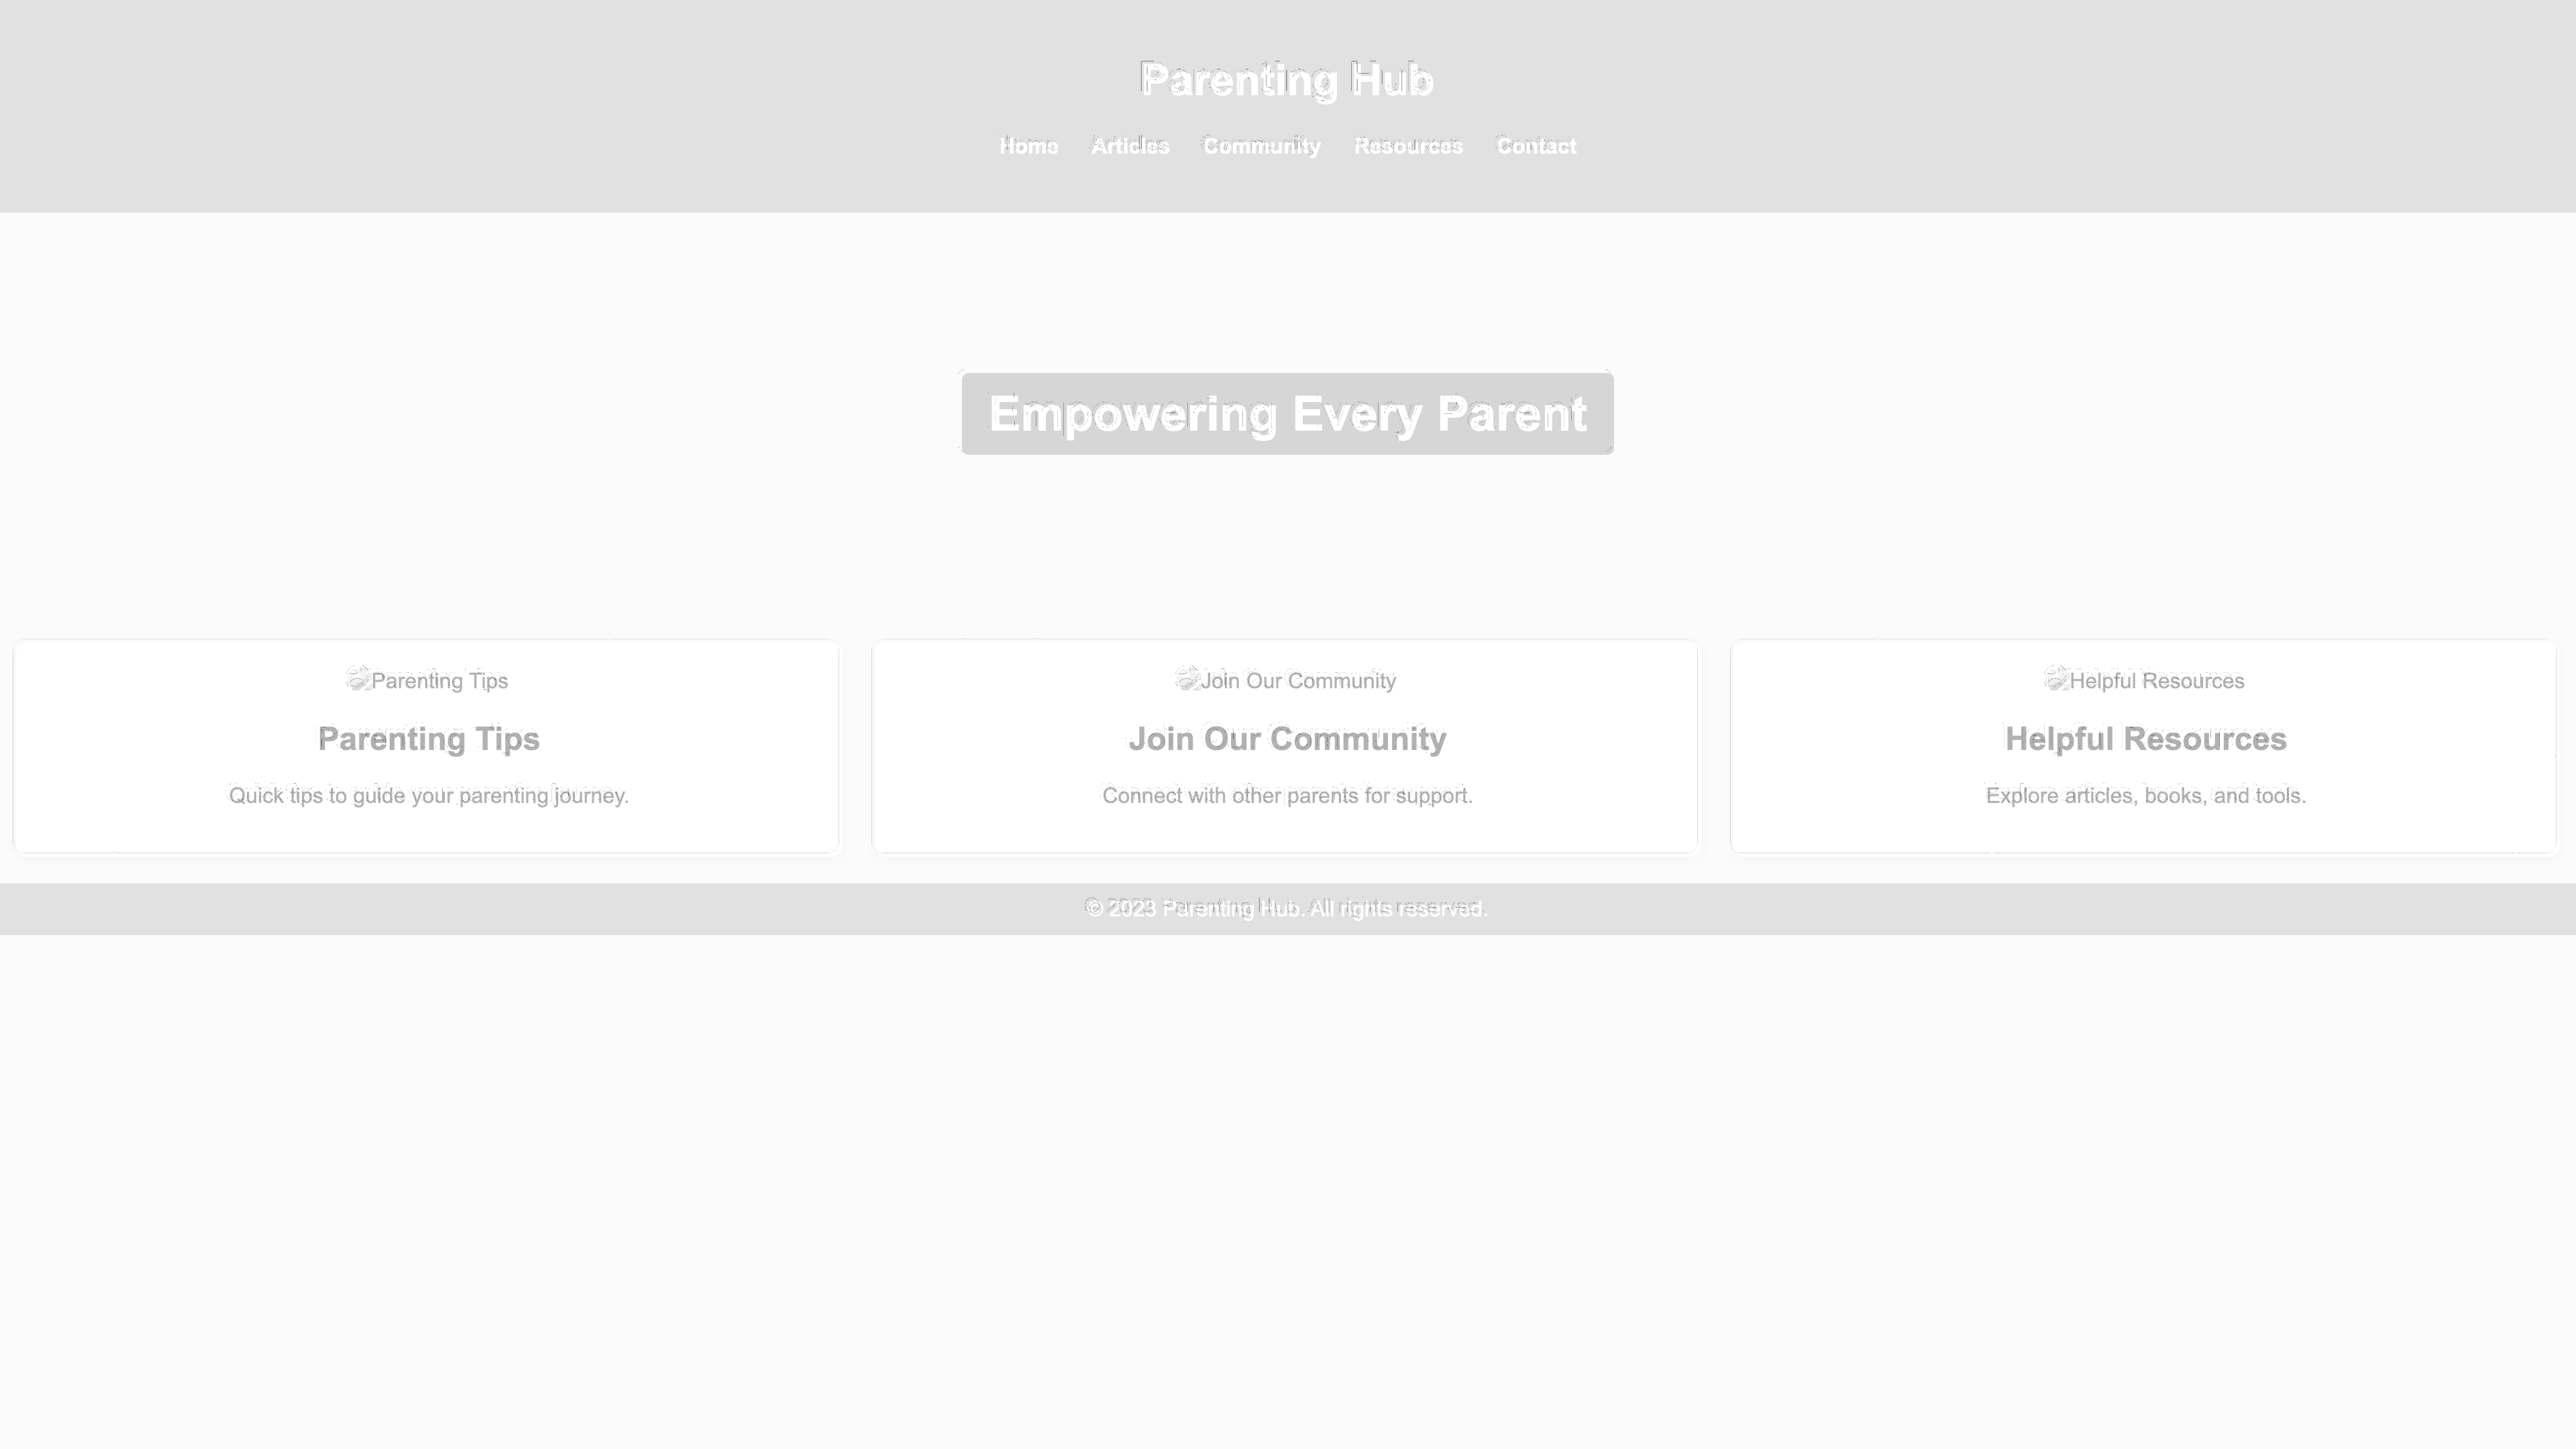 Parenting Hub
Home Articles Community Resources Contact
Empowering Every Parent
Parenting Tips Join Our Community Helpful Resources
Parenting Tips Join Our Community Helpful Resources
Quick tips to guide your parenting journey. Connect with other parents for support. Explore articles, books, and tools.
© 2023 Parenting Hub. All rights reserved.